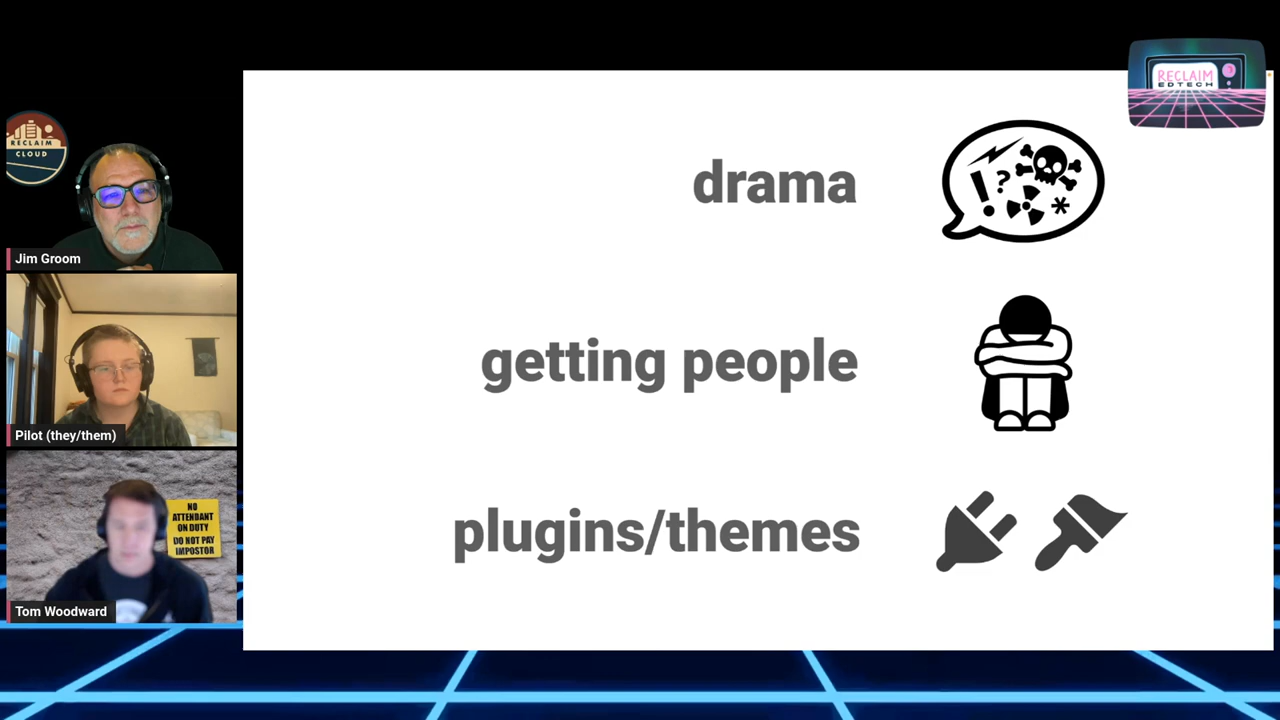 RECLAIM
EDTECH
RECLAIM
CLOUD
drama
! ? *
Jim Groom
getting people
Pilot (they/them)
NO
ATTENDANT
ON DUTY
DO NOT PAY
IMPOSTOR
plugins/themes
Tom Woodward